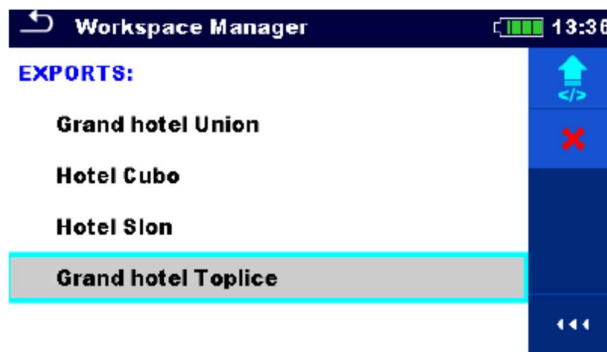 Workspace Manager 13:36
EXPORTS:
</>
Grand hotel Union
Hotel Cubo
Hotel Slon
Grand hotel Toplice